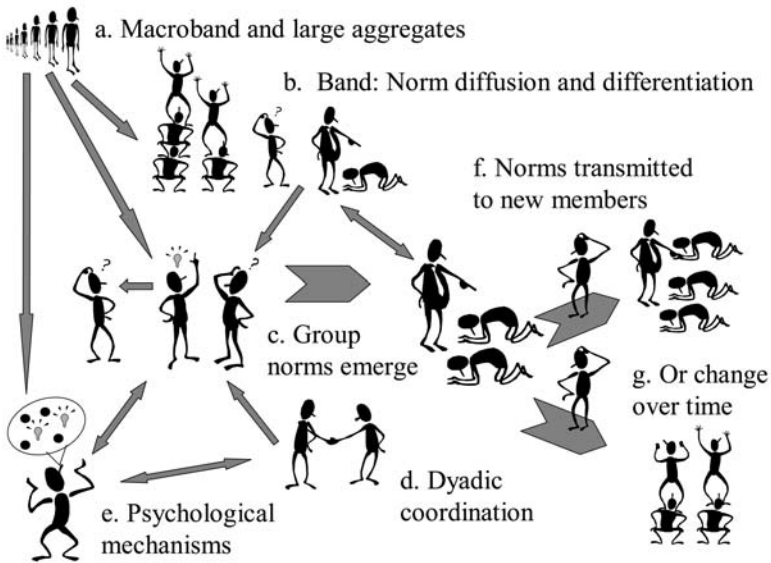 a. Macroband and large aggregates
b. Band: Norm diffusion and differentiation
?
f. Norms transmitted
to new members
?
?
c. Group
norms emerge
g. Or change
over time
d. Dyadic
coordination
e. Psychological
mechanisms